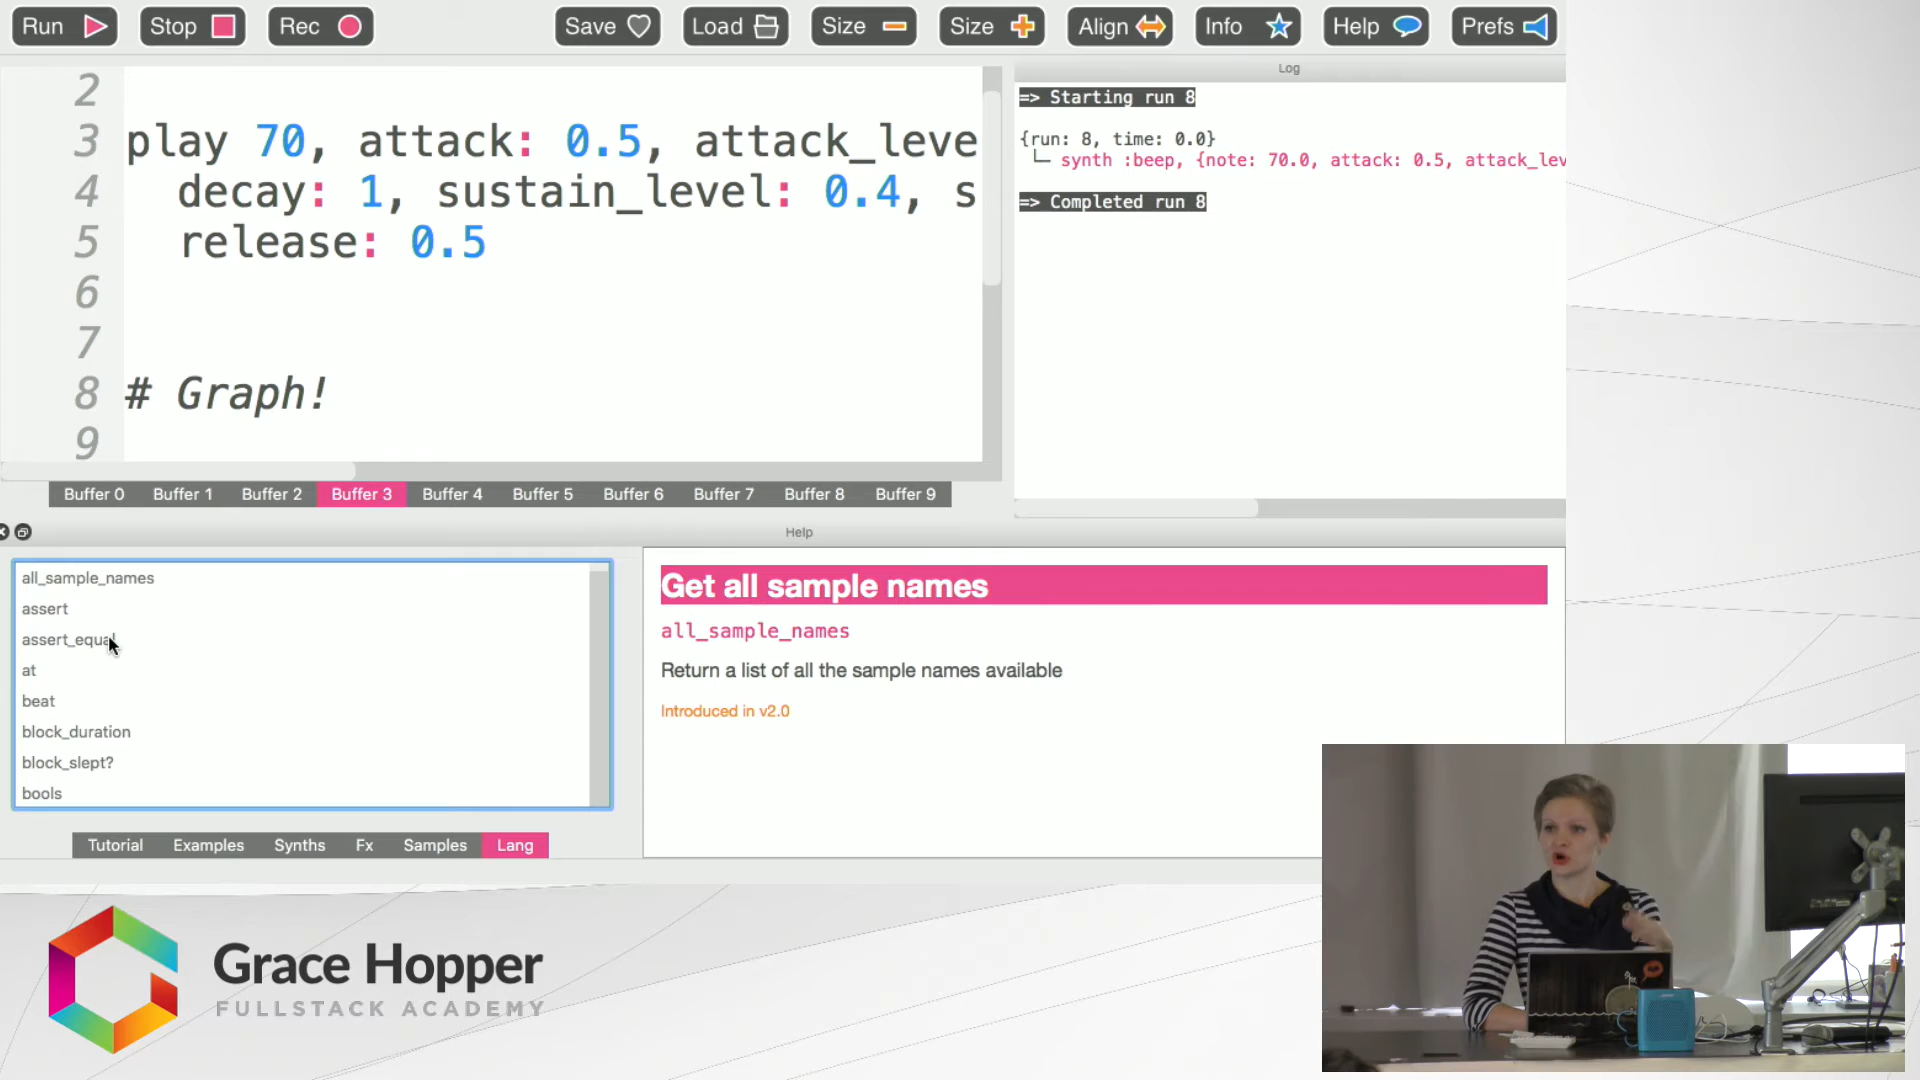 Run Stop Rec Save Load Size Size Align Info Help Prefs
2
3 play 70, attack: 0.5, attack_leve
4 decay: 1, sustain_level: 0.4, s
5 release: 0.5
6
7
8 # Graph!
9
Buffer 0 Buffer 1 Buffer 2 Buffer 3 Buffer 4 Buffer 5 Buffer 6 Buffer 7 Buffer 8 Buffer 9
Log
=> Starting run 8
{run: 8, time: 0.0}
└─ synth :beep, {note: 70.0, attack: 0.5, attack_lev
=> Completed run 8
Help
all_sample_names
assert
assert_equal
at
beat
block_duration
block_slept?
bools
Tutorial Examples Synths Fx Samples Lang
Get all sample names
all_sample_names
Return a list of all the sample names available
Introduced in v2.0
Grace Hopper
FULLSTACK ACADEMY